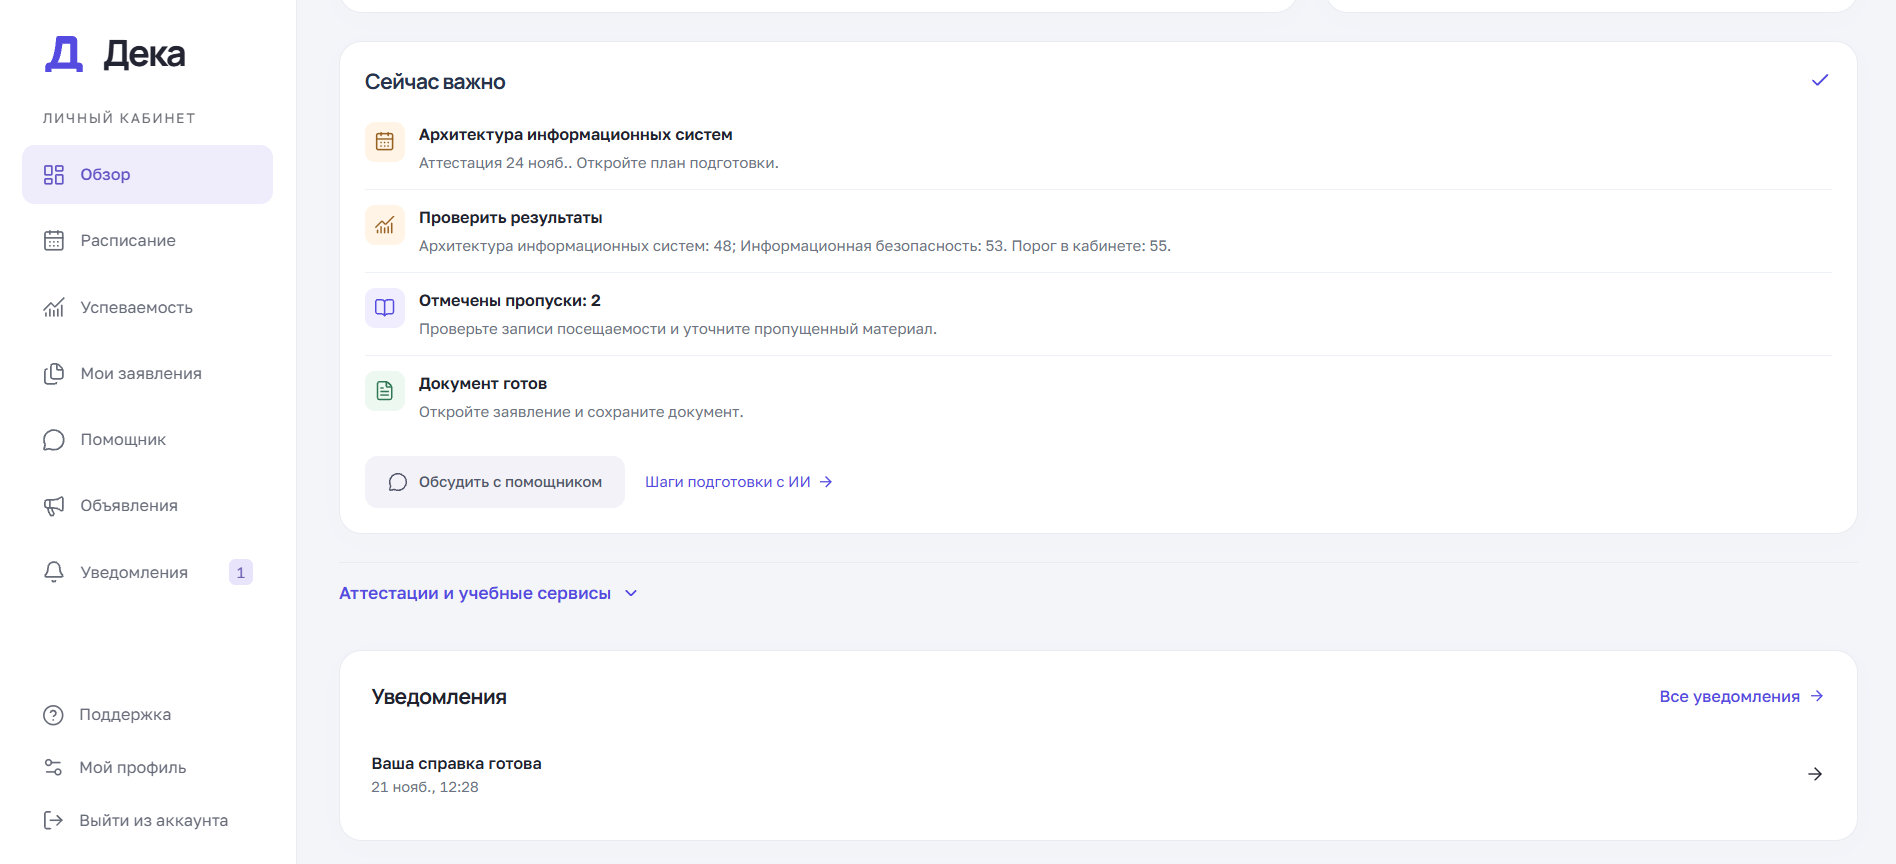 Д Дека
ЛИЧНЫЙ КАБИНЕТ
Обзор
Расписание
Успеваемость
Мои заявления
Помощник
Объявления
Уведомления 1
Поддержка
Мой профиль
Выйти из аккаунта
Сейчас важно
Архитектура информационных систем
Аттестация 24 нояб.. Откройте план подготовки.
Проверить результаты
Архитектура информационных систем: 48; Информационная безопасность: 53. Порог в кабинете: 55.
Отмечены пропуски: 2
Проверьте записи посещаемости и уточните пропущенный материал.
Документ готов
Откройте заявление и сохраните документ.
Обсудить с помощником Шаги подготовки с ИИ →
Аттестации и учебные сервисы
Уведомления Все уведомления →
Ваша справка готова
21 нояб., 12:28